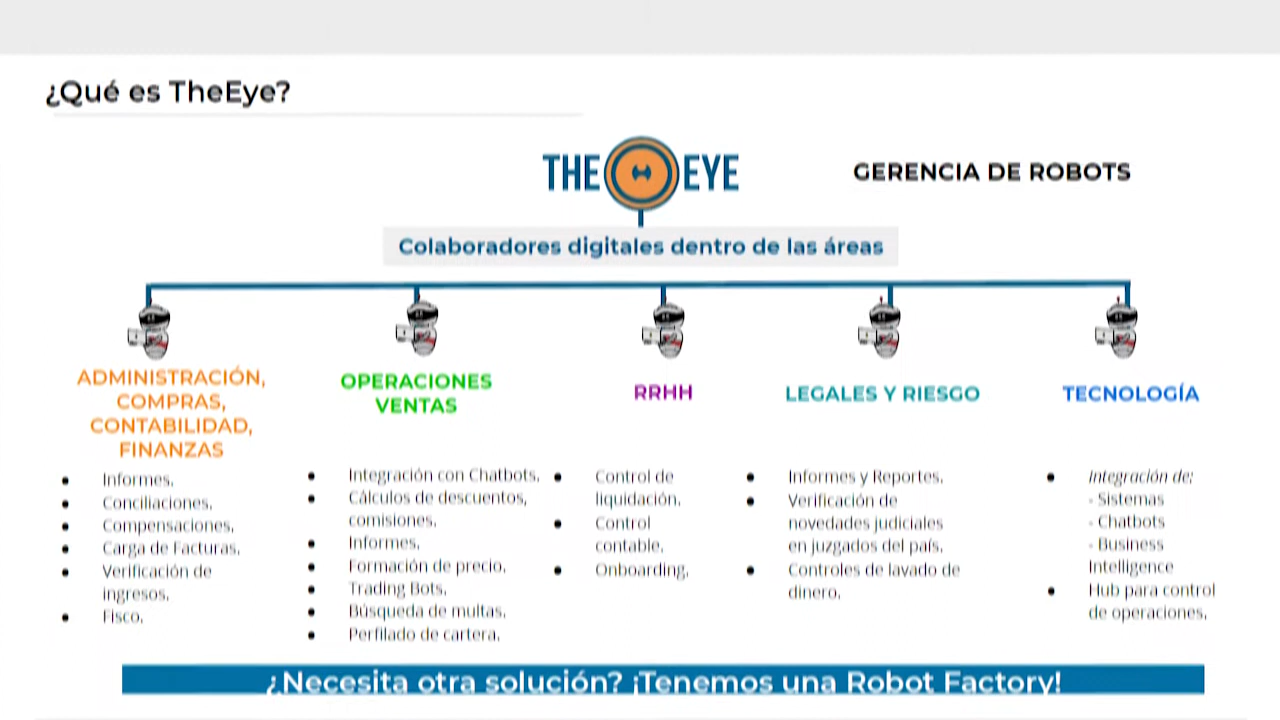 ¿Qué es TheEye?
THE EYE
GERENCIA DE ROBOTS
Colaboradores digitales dentro de las áreas
ADMINISTRACIÓN,
COMPRAS,
CONTABILIDAD,
FINANZAS
• Informes.
• Conciliaciones.
• Compensaciones.
• Carga de Facturas.
• Verificación de
ingresos.
• Fisco.
OPERACIONES
VENTAS
• Integración con Chatbots.
• Cálculos de descuentos,
comisiones.
• Informes.
• Formación de precio.
• Trading Bots.
• Búsqueda de multas.
• Perfilado de cartera.
RRHH
• Control de
liquidación.
• Control
contable.
• Onboarding.
LEGALES Y RIESGO
• Informes y Reportes.
• Verificación de
novedades judiciales
en juzgados del país.
• Controles de lavado de
dinero.
TECNOLOGÍA
• Integración de:
- Sistemas
- Chatbots
- Business
Intelligence
• Hub para control
de operaciones.
¿Necesita otra solución? ¡Tenemos una Robot Factory!